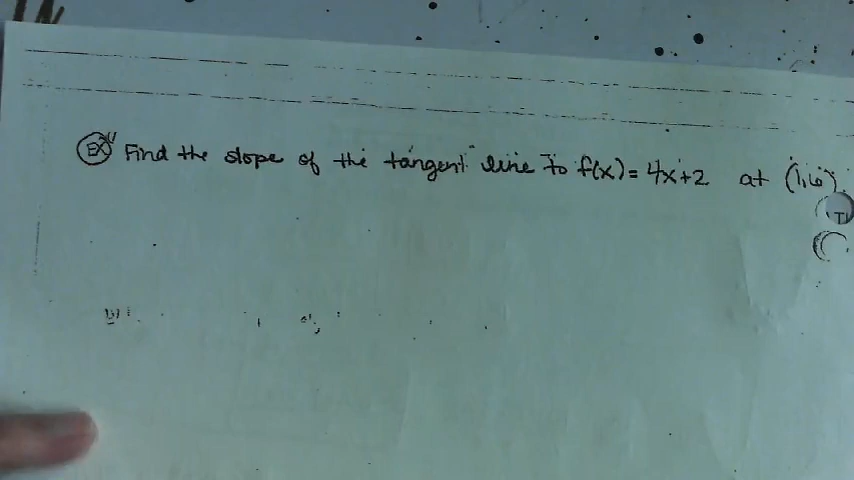 EX Find the slope of the tangent line to f(x) = 4x+2 at (1,6).